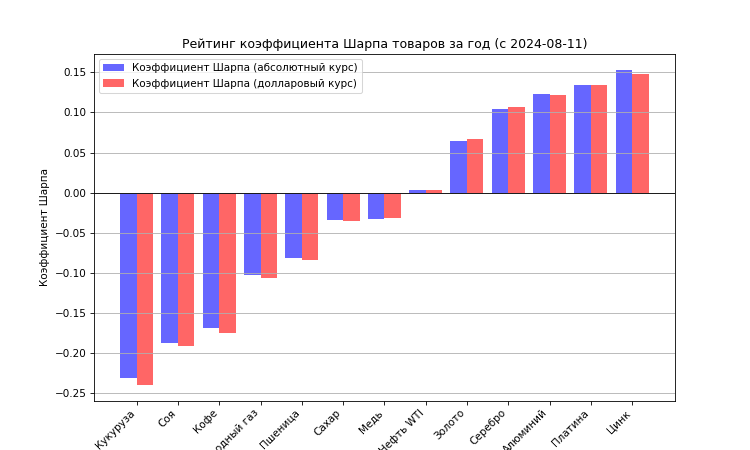 Рейтинг коэффициента Шарпа товаров за год (с 2024-08-11)
Коэффициент Шарпа (абсолютный курс)
Коэффициент Шарпа (долларовый курс)
Коэффициент Шарпа
0.15
0.10
0.05
0.00
−0.05
−0.10
−0.15
−0.20
−0.25
Кукуруза
Соя
Кофе
одный газ
Пшеница
Сахар
Медь
Нефть WTI
Золото
Серебро
Алюминий
Платина
Цинк